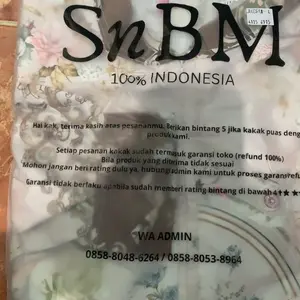 SnBM
100% INDONESIA
Hai kak, terima kasih atas pesananmu, Berikan bintang 5 jika kakak puas deng
produk kami.
Setiap pesanan kakak sudah termasuk garansi toko (refund 100%)
Bila produk yang diterima tidak sesuai
Mohon jangan beri rating dulu ya, hubungi admin kami untuk proses garansi/refu
Garansi tidak berlaku apabila sudah memberi rating bintang di bawah 4
WA ADMIN
0858-8048-6264 / 0858-8053-8964